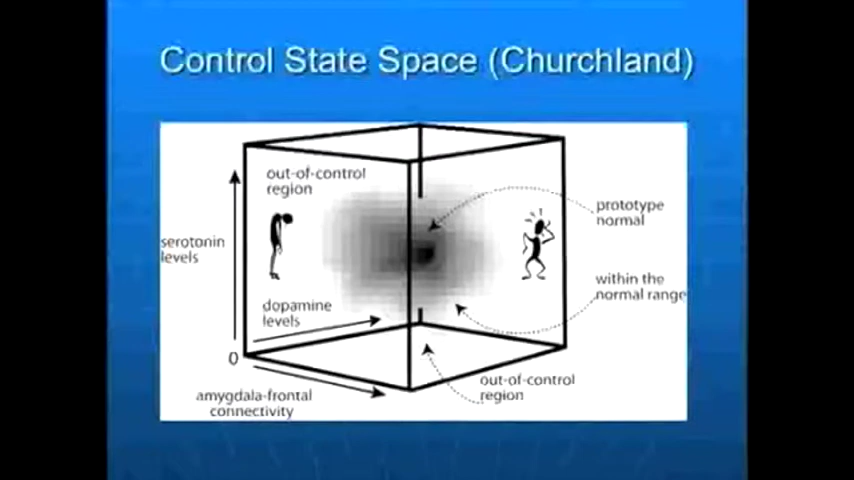 Control State Space (Churchland)
out-of-control
region
prototype
normal
serotonin
levels
within the
normal range
dopamine
levels
0
out-of-control
region
amygdala-frontal
connectivity